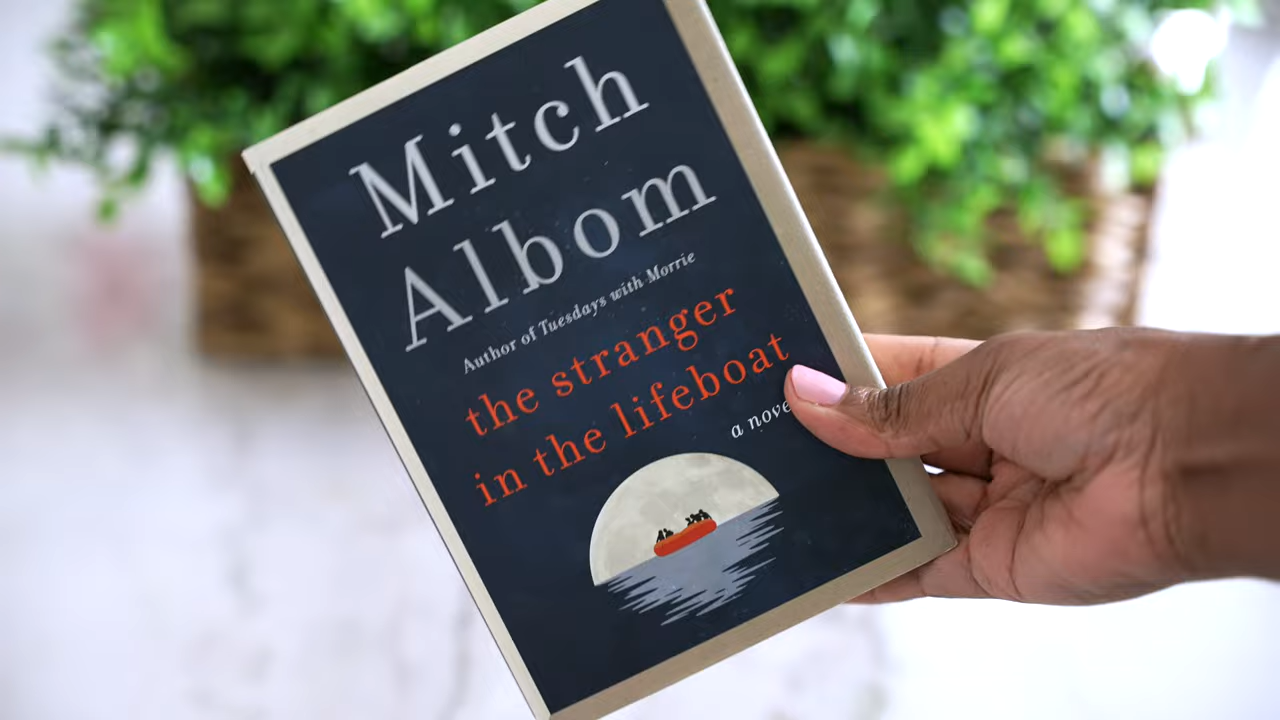 Mitch
Albom
Author of Tuesdays with Morrie
the stranger
in the lifeboat
a nove